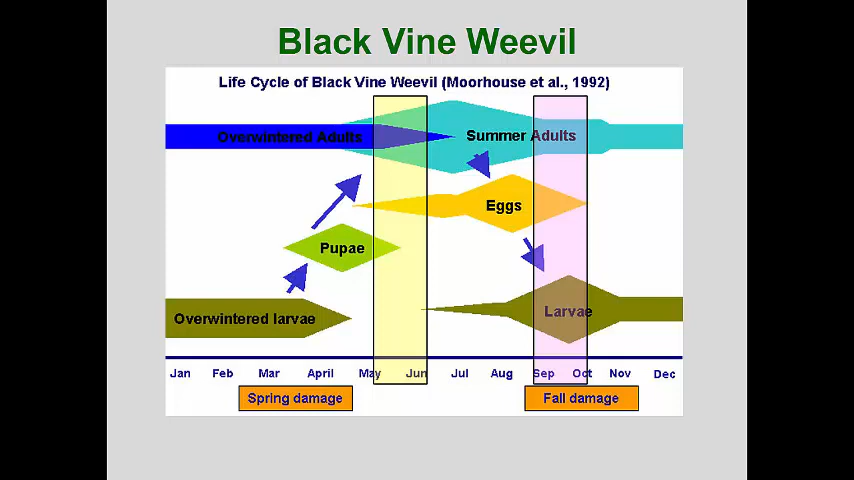 Black Vine Weevil
Life Cycle of Black Vine Weevil (Moorhouse et al., 1992)
Overwintered Adults
Summer Adults
Eggs
Pupae
Overwintered larvae
Larvae
Jan Feb Mar April May Jun Jul Aug Sep Oct Nov Dec
Spring damage
Fall damage